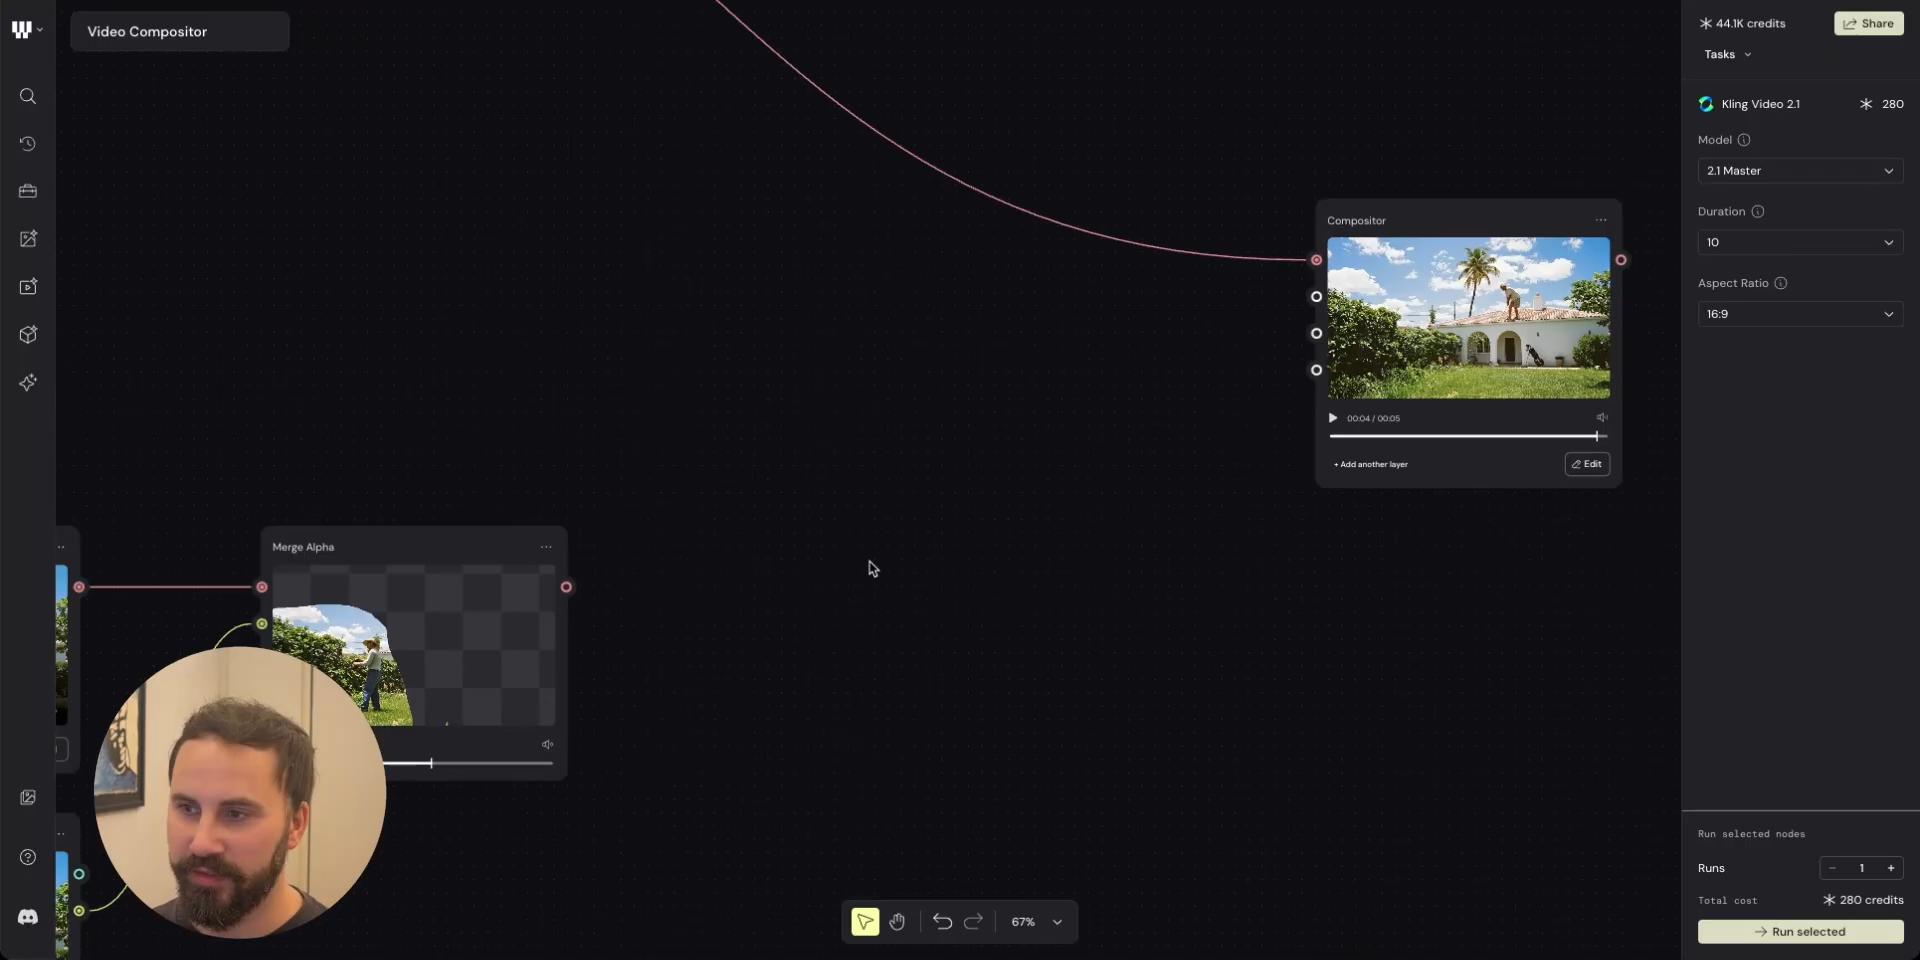 Video Compositor
44.1K credits
Share
Tasks
Kling Video 2.1
280
Model
2.1 Master
Duration
10
Aspect Ratio
16:9
Compositor
00:04 / 00:05
+ Add another layer
Edit
Merge Alpha
Run selected nodes
Runs
1
Total cost
280 credits
Run selected
67%